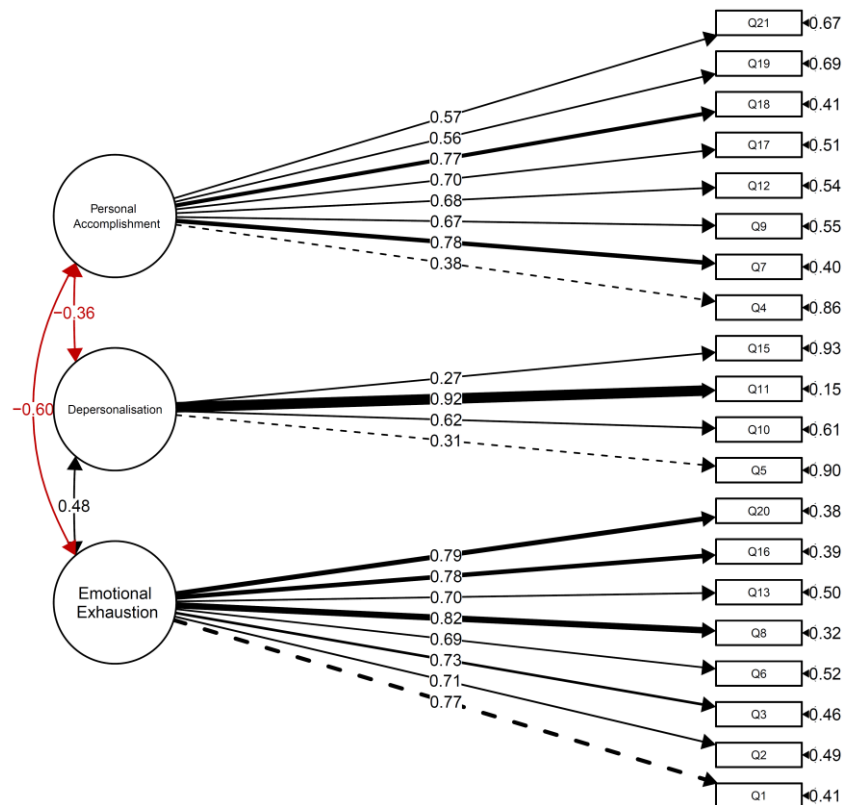 Q21 0.67
Q19 0.69
0.57
Q18 0.41
0.56
0.77
Q17 0.51
0.70
Q12 0.54
0.68
Personal
Accomplishment
0.67
Q9 0.55
0.78
0.38
Q7 0.40
Q4 0.86
−0.36
Q15 0.93
0.27
Q11 0.15
0.92
−0.60
Depersonalisation
0.62
Q10 0.61
0.31
Q5 0.90
0.48
Q20 0.38
0.79
Q16 0.39
0.78
Emotional
Exhaustion
0.70
Q13 0.50
0.82
Q8 0.32
0.69
0.73
Q6 0.52
0.71
0.77
Q3 0.46
Q2 0.49
Q1 0.41